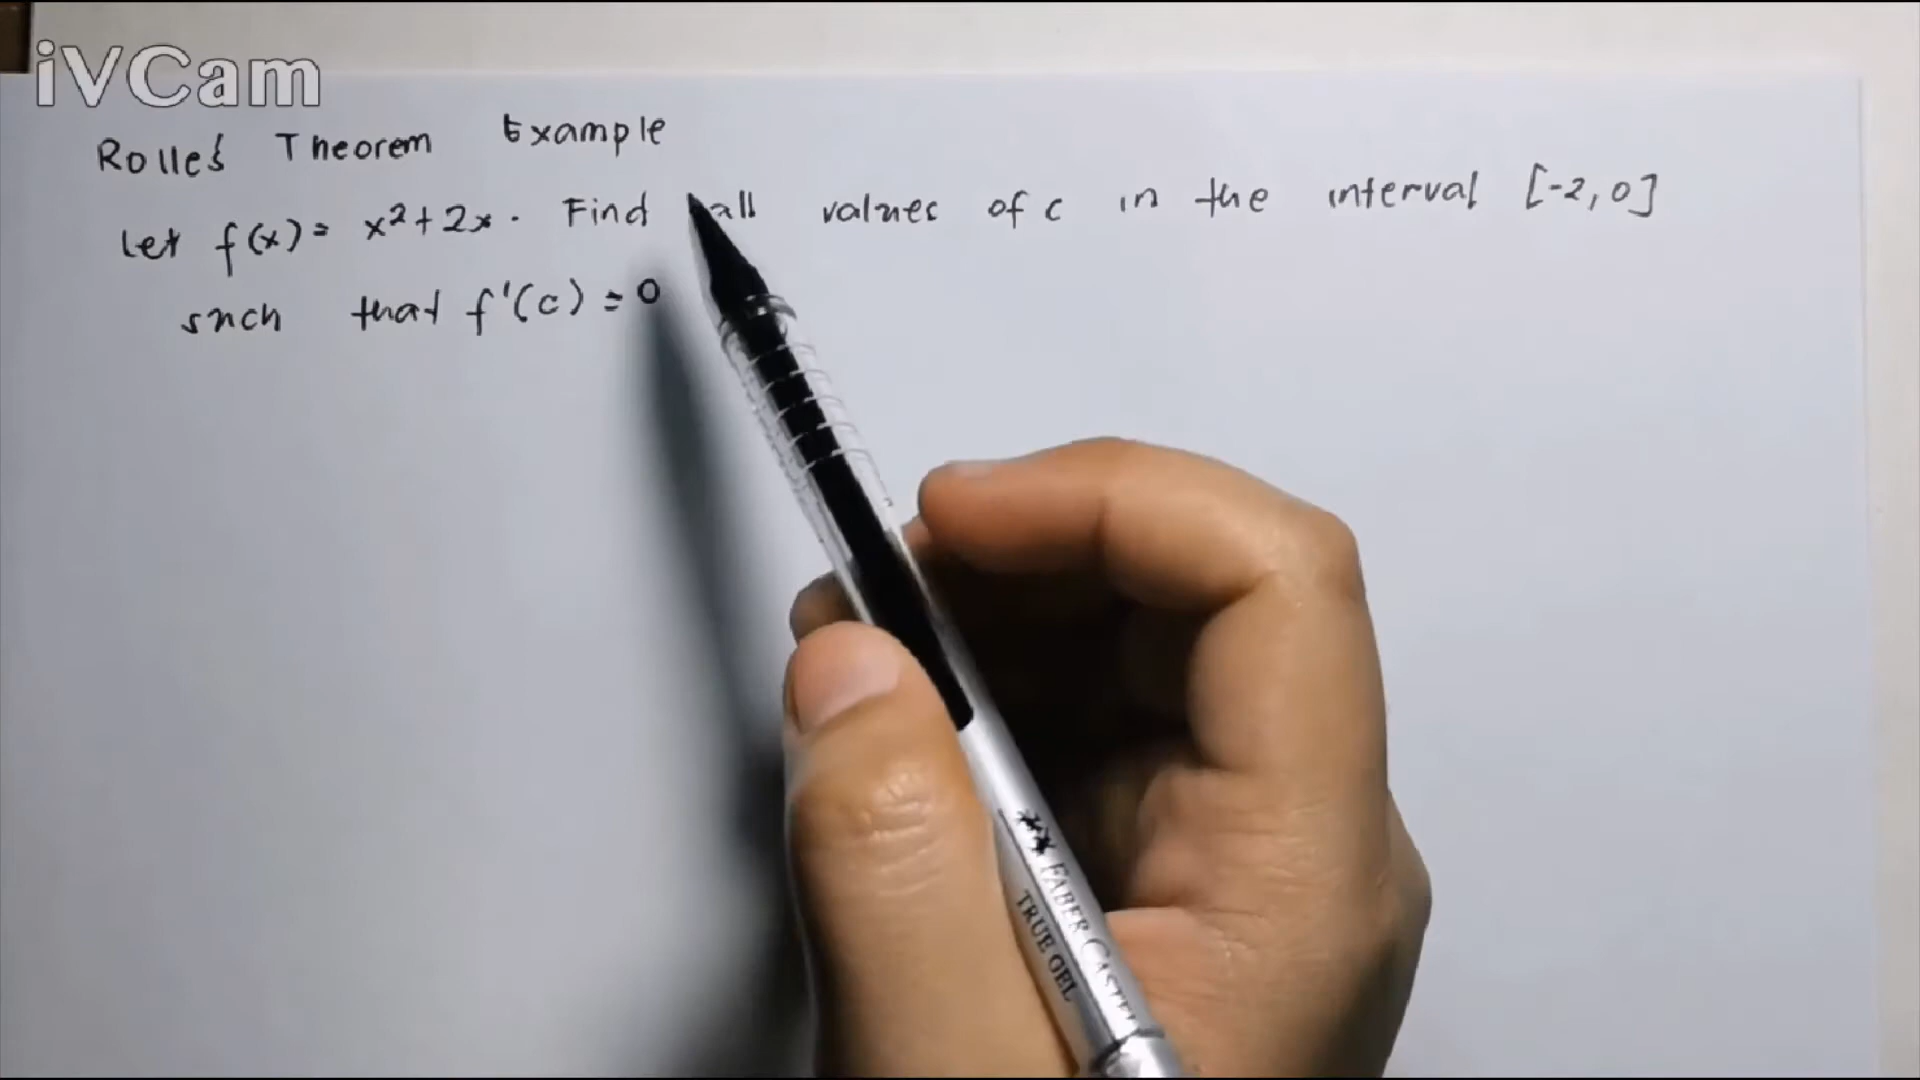 iVCam
Rolle's Theorem Example
Let f(x) = x² + 2x. Find all values of c in the interval [-2, 0]
such that f'(c) = 0
FABER CASTELL
TRUE GEL